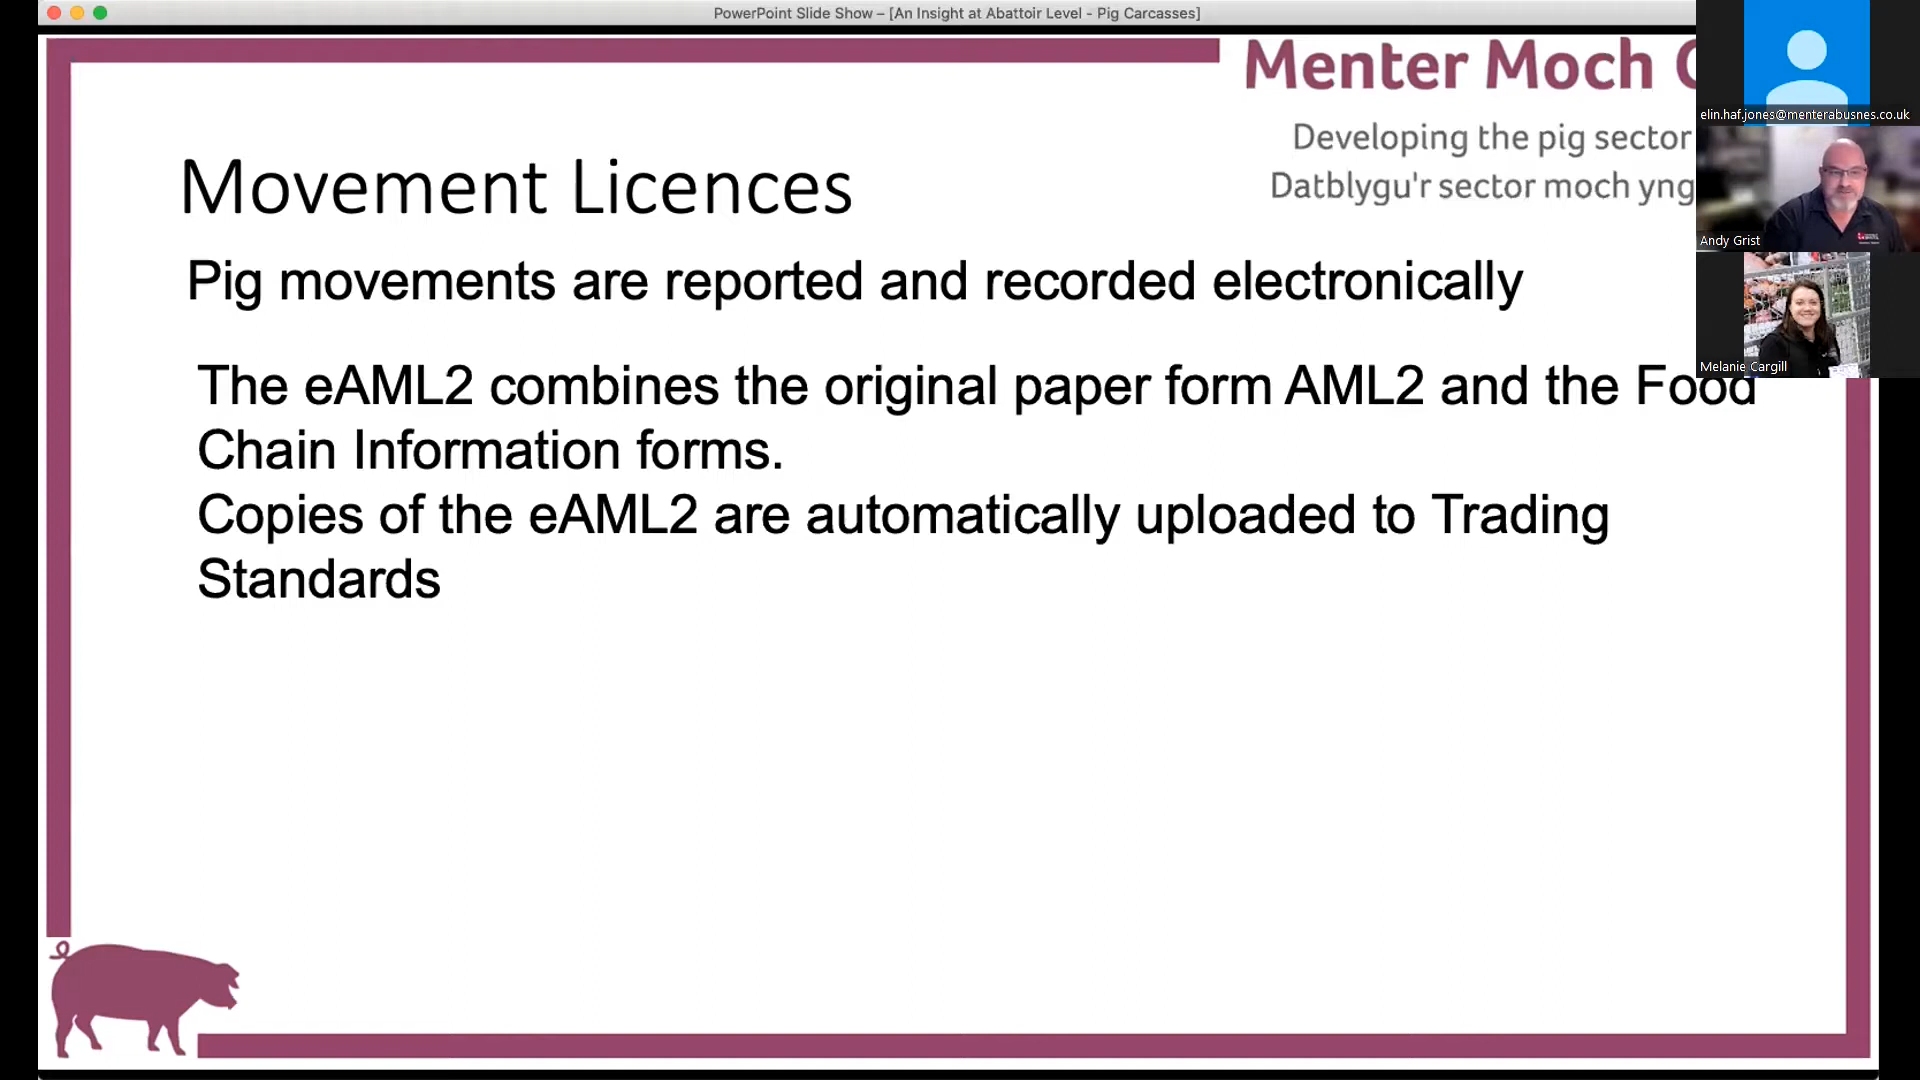 PowerPoint Slide Show – [An Insight at Abattoir Level - Pig Carcasses]
Menter Moch
Developing the pig sector
Datblygu'r sector moch yng
elin.haf.jones@menterabusnes.co.uk
Andy Grist
Melanie Cargill
Movement Licences
Pig movements are reported and recorded electronically
The eAML2 combines the original paper form AML2 and the Food
Chain Information forms.
Copies of the eAML2 are automatically uploaded to Trading
Standards